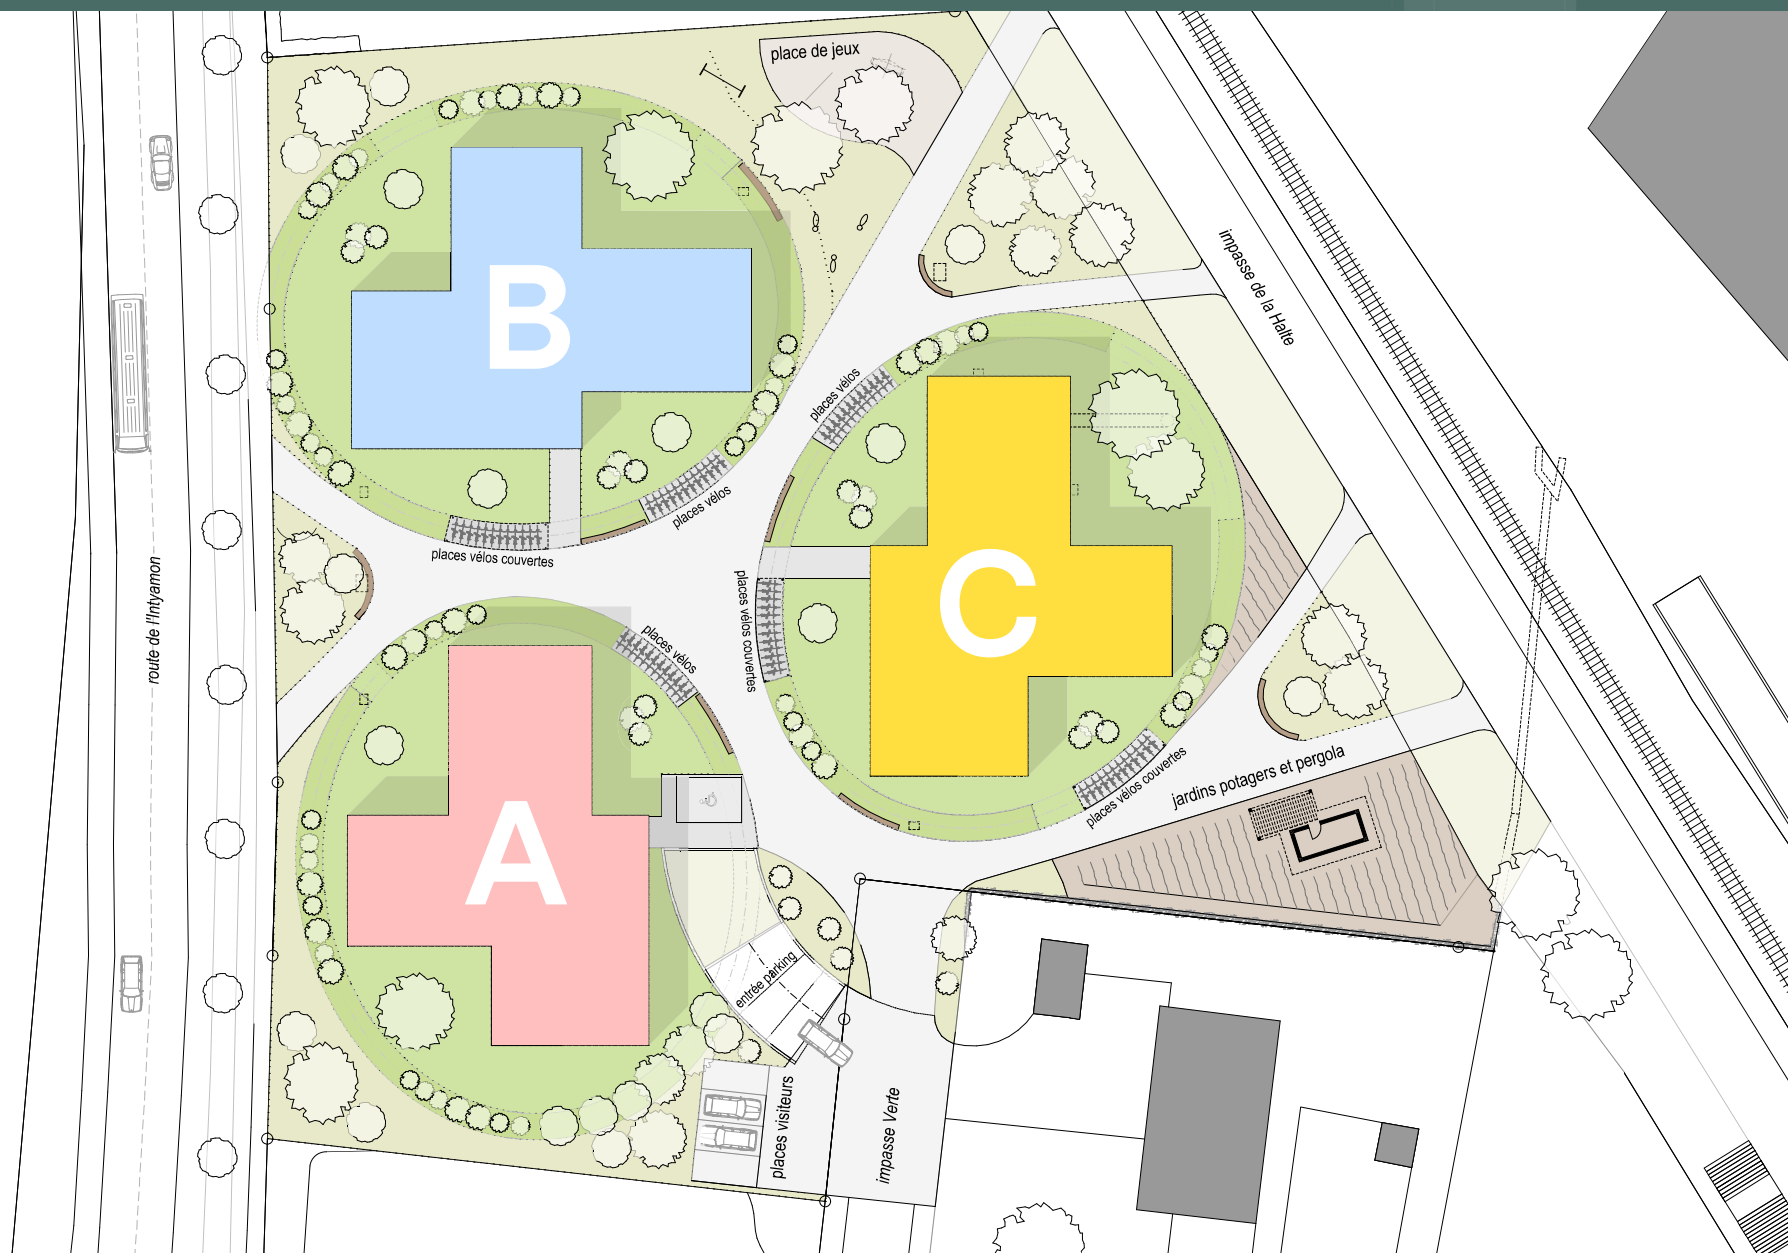 place de jeux
B
impasse de la Halte
places vélos
places vélos
places vélos couvertes
route de l'Intyamon
places vélos couvertes
C
places vélos
jardins potagers et pergola
places vélos couvertes
A
entrée parking
places visiteurs
impasse Verte